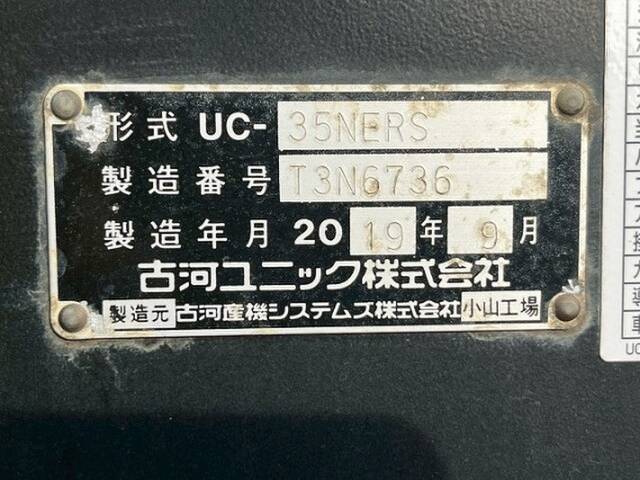 形式 UC-35NERS
製造番号 T3N6736
製造年月 2019年 9月
古河ユニック株式会社
製造元 古河産機システムズ株式会社 小山工場
UC